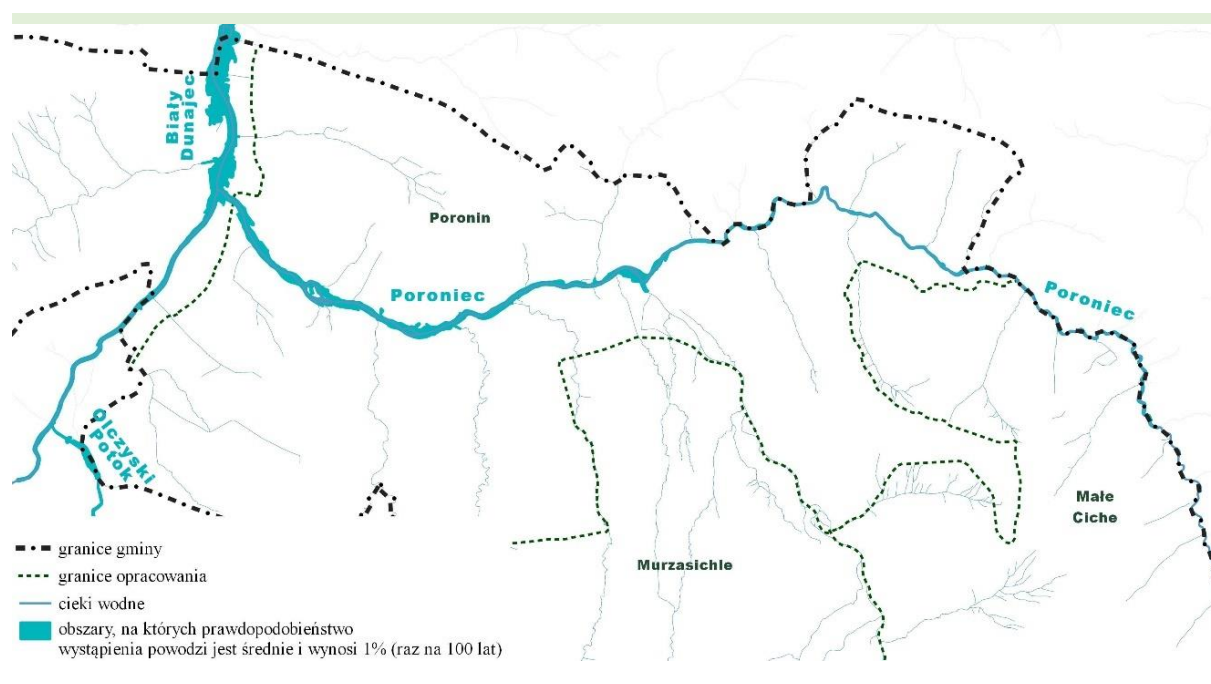 Biały
Dunajec
Poronin
Poroniec
Poroniec
Olczyski
Potok
Małe
Ciche
Murzasichle
granice gminy
granice opracowania
cieki wodne
obszary, na których prawdopodobieństwo
wystąpienia powodzi jest średnie i wynosi 1% (raz na 100 lat)